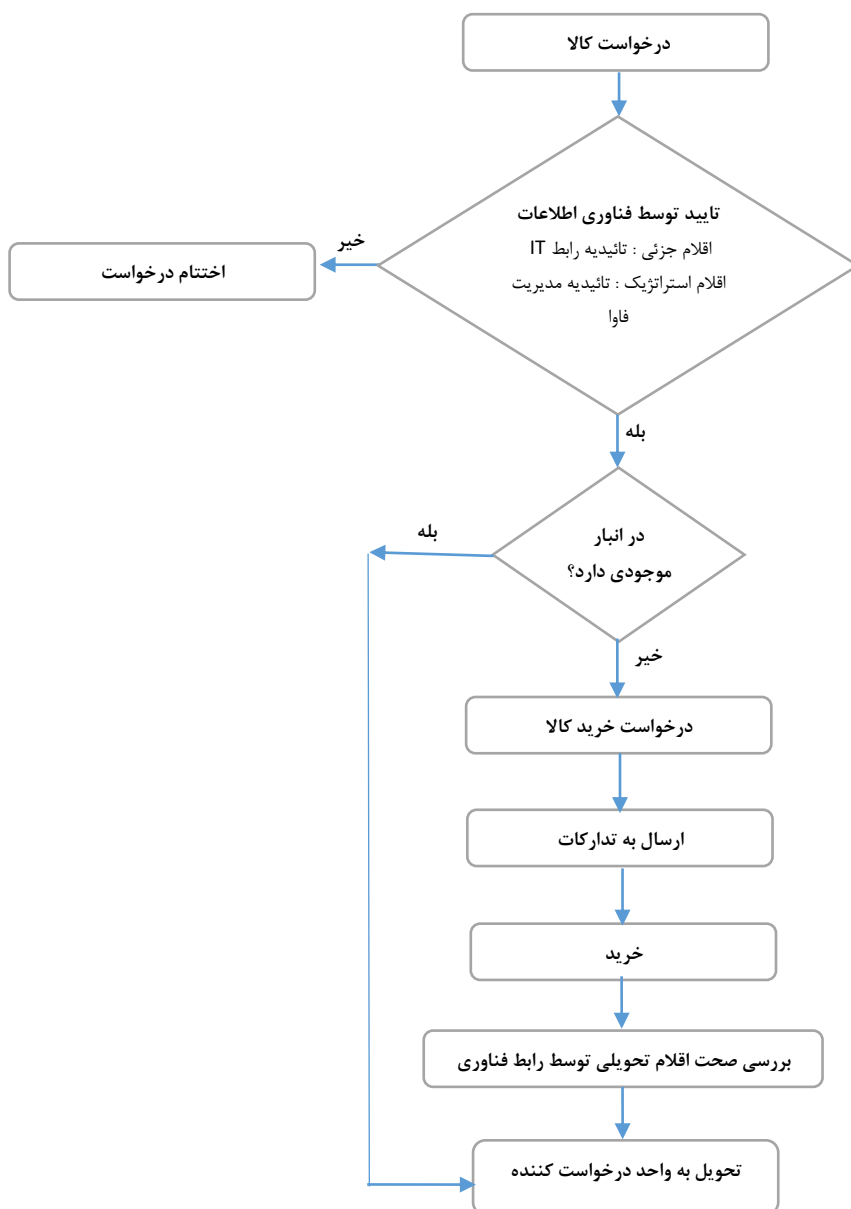 درخواست کالا
تایید توسط فناوری اطلاعات
اقلام جزئی : تائیدیه رابط IT
اقلام استراتژیک : تائیدیه مدیریت
فاوا
خیر
اختتام درخواست
بله
در انبار
موجودی دارد؟
بله
خیر
درخواست خرید کالا
ارسال به تدارکات
خرید
بررسی صحت اقلام تحویلی توسط رابط فناوری
تحویل به واحد درخواست کننده